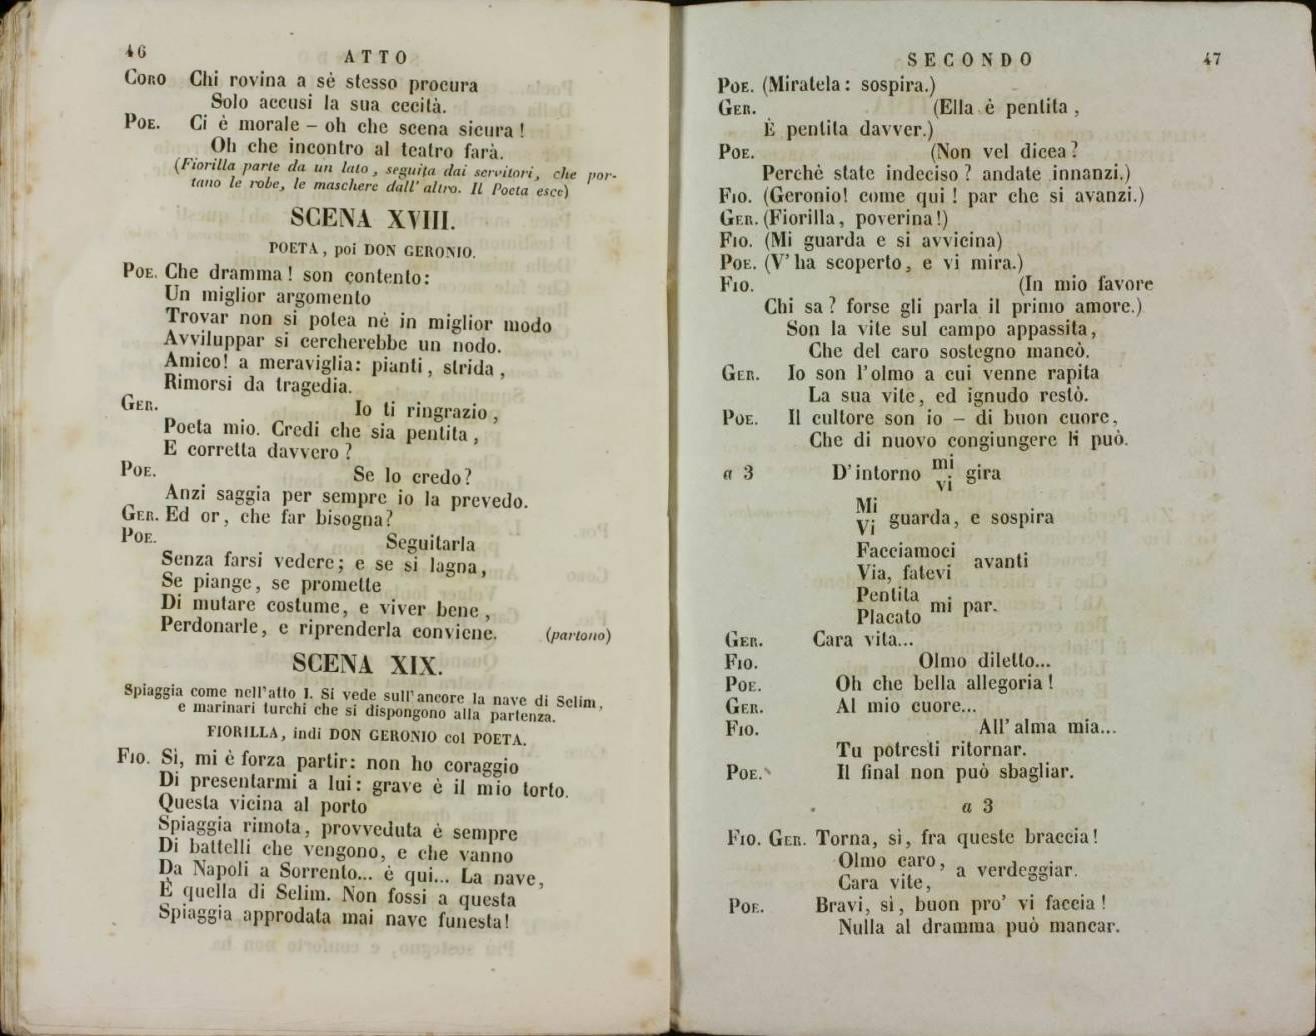 46
ATTO
CORO Chi rovina a sè stesso procura
Solo accusi la sua cecità.
POE. Ci è morale – oh che scena sicura!
Oh che incontro al teatro farà.
(Fiorilla parte da un lato, seguita dai servitori, che por-
tano le robe, le maschere dall' altro. Il Poeta esce)
SCENA XVIII.
POETA, poi DON GERONIO.
POE. Che dramma! son contento:
Un miglior argomento
Trovar non si potea nè in miglior modo
Avviluppar si cercherebbe un nodo.
Amico! a meraviglia: pianti, strida,
Rimorsi da tragedia.
GER. Io ti ringrazio,
Poeta mio. Credi che sia pentita,
E corretta davvero?
POE. Se lo credo?
Anzi saggia per sempre io la prevedo.
GER. Ed or, che far bisogna?
POE. Seguitarla
Senza farsi vedere; e se si lagna,
Se piange, se promette
Di mutare costume, e viver bene,
Perdonarle, e riprenderla conviene. (partono)
SCENA XIX.
Spiaggia come nell'atto I. Si vede sull'ancore la nave di Selim,
e marinari turchi che si dispongono alla partenza.
FIORILLA, indi DON GERONIO col POETA.
FIO. Sì, mi è forza partir: non ho coraggio
Di presentarmi a lui: grave è il mio torto.
Questa vicina al porto
Spiaggia rimota, provveduta è sempre
Di battelli che vengono, e che vanno
Da Napoli a Sorrento... è qui... La nave,
È quella di Selim. Non fossi a questa
Spiaggia approdata mai nave funesta!
SECONDO
47
POE. (Miratela: sospira.)
GER. (Ella è pentita,
È pentita davver.)
POE. (Non vel dicea?
Perchè state indeciso? andate innanzi.)
FIO. (Geronio! come qui! par che si avanzi.)
GER. (Fiorilla, poverina!)
FIO. (Mi guarda e si avvicina)
POE. (V' ha scoperto, e vi mira.)
FIO. (In mio favore
Chi sa? forse gli parla il primo amore.)
Son la vite sul campo appassita,
Che del caro sostegno mancò.
GER. Io son l'olmo a cui venne rapita
La sua vite, ed ignudo restò.
POE. Il cultore son io – di buon cuore,
Che di nuovo congiungere li può.
a 3 D'intorno mi gira
vi
Mi
Vi guarda, e sospira
Facciamoci avanti
Via, fatevi
Pentita mi par.
Placato
GER. Cara vita...
FIO. Olmo diletto...
POE. Oh che bella allegoria!
GER. Al mio cuore...
FIO. All' alma mia...
Tu potresti ritornar.
POE. Il final non può sbagliar.
a 3
FIO. GER. Torna, sì, fra queste braccia!
Olmo caro, a verdeggiar.
Cara vite,
POE. Bravi, sì, buon pro' vi faccia!
Nulla al dramma può mancar.